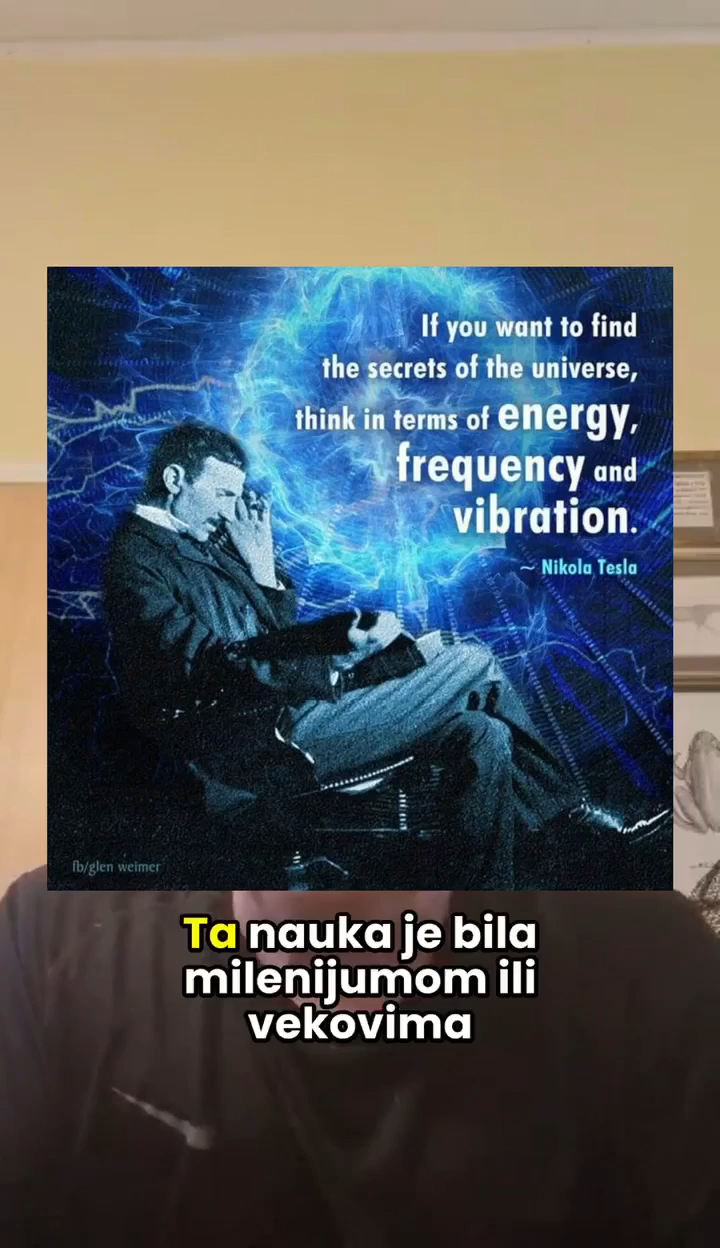 If you want to find
the secrets of the universe,
think in terms of energy,
frequency and
vibration.
~ Nikola Tesla
fb/glen weimer
Ta nauka je bila
milenijumom ili
vekovima